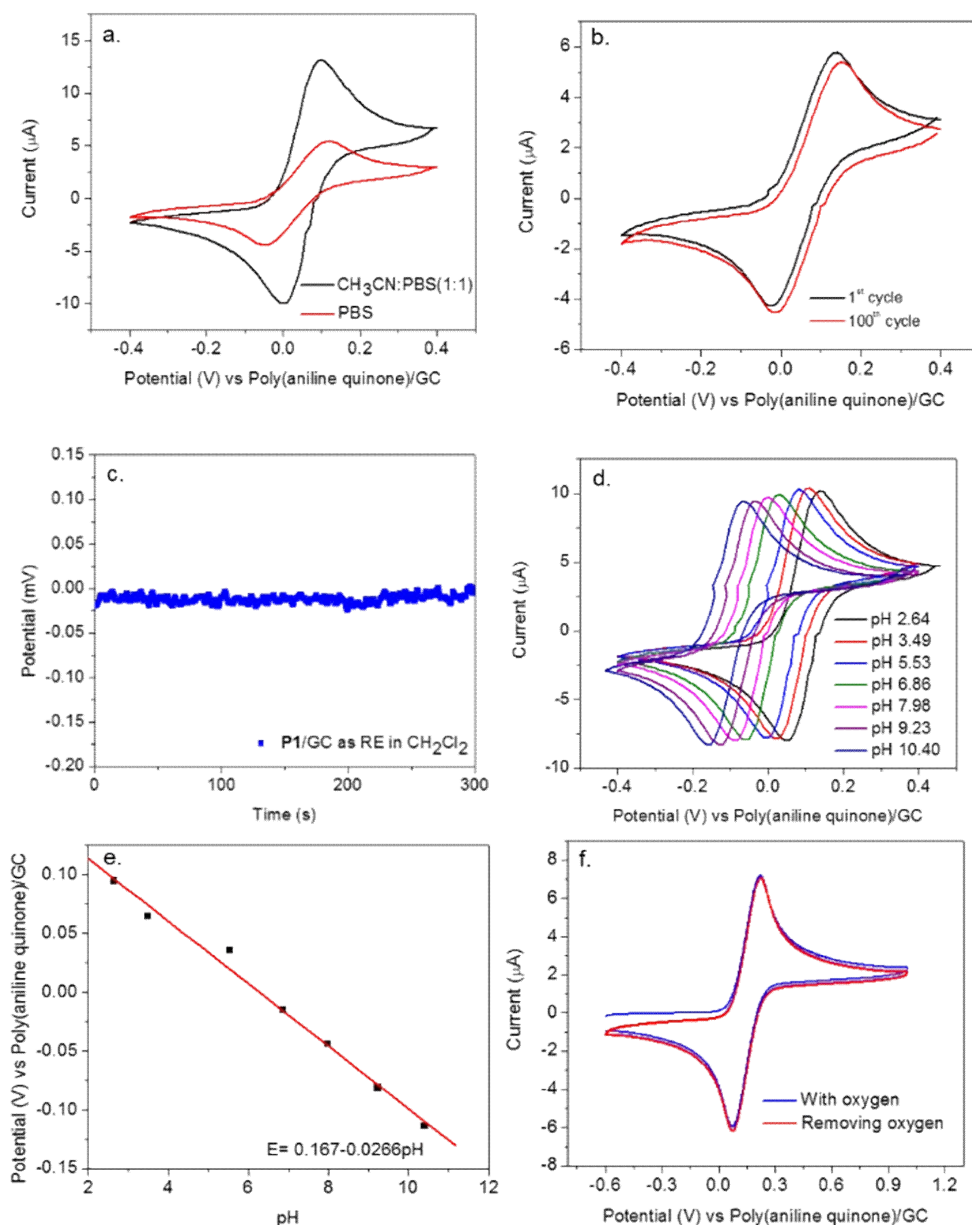 a.
15
10
5
0
-5
-10
Current (µA)
CH3CN:PBS(1:1)
PBS
-0.4 -0.2 0.0 0.2 0.4
Potential (V) vs Poly(aniline quinone)/GC
b.
8
6
4
2
0
-2
-4
-6
Current (µA)
1st cycle
100th cycle
-0.4 -0.2 0.0 0.2 0.4
Potential (V) vs Poly(aniline quinone)/GC
c.
0.15
0.10
0.05
0.00
-0.05
-0.10
-0.15
-0.20
Potential (mV)
P1/GC as RE in CH2Cl2
0 100 200 300
Time (s)
d.
10
5
0
-5
-10
Current (µA)
pH 2.64
pH 3.49
pH 5.53
pH 6.86
pH 7.98
pH 9.23
pH 10.40
-0.4 -0.2 0.0 0.2 0.4
Potential (V) vs Poly(aniline quinone)/GC
e.
0.10
0.05
0.00
-0.05
-0.10
-0.15
Potential (V) vs Poly(aniline quinone)/GC
E= 0.167-0.0266pH
2 4 6 8 10 12
pH
f.
8
6
4
2
0
-2
-4
-6
-8
Current (µA)
With oxygen
Removing oxygen
-0.6 -0.3 0.0 0.3 0.6 0.9 1.2
Potential (V) vs Poly(aniline quinone)/GC